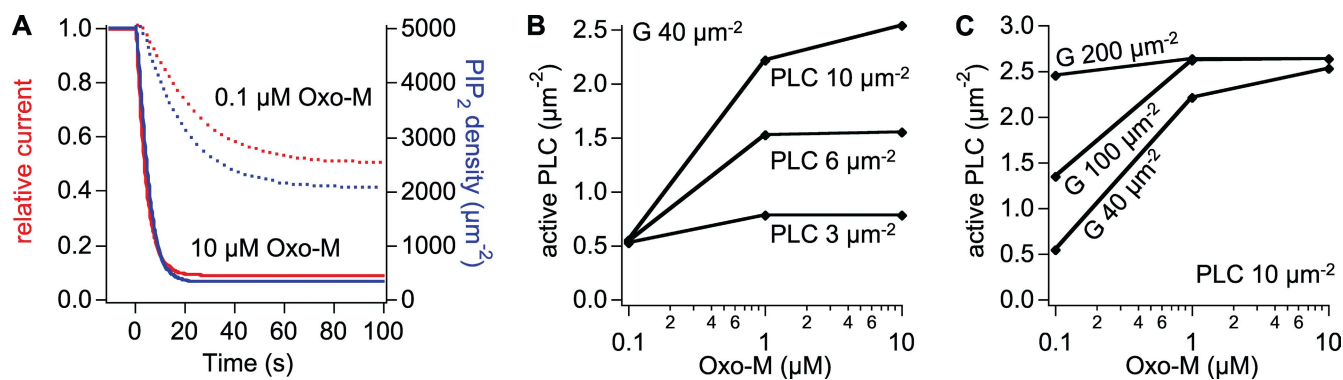 A
relative current
1.0
0.8
0.6
0.4
0.2
0.0
0.1 µM Oxo-M
10 µM Oxo-M
5000
4000
3000
2000
1000
0
PIP2 density (µm-2)
0 20 40 60 80 100
Time (s)
B
G 40 µm-2
active PLC (µm-2)
2.5
2.0
1.5
1.0
0.5
0.0
PLC 10 µm-2
PLC 6 µm-2
PLC 3 µm-2
2 4 6 2 4 6
0.1 1 10
Oxo-M (µM)
C
active PLC (µm-2)
3.0
2.5
2.0
1.5
1.0
0.5
0.0
G 200 µm-2
G 100 µm-2
G 40 µm-2
PLC 10 µm-2
2 4 6 2 4 6
0.1 1 10
Oxo-M (µM)